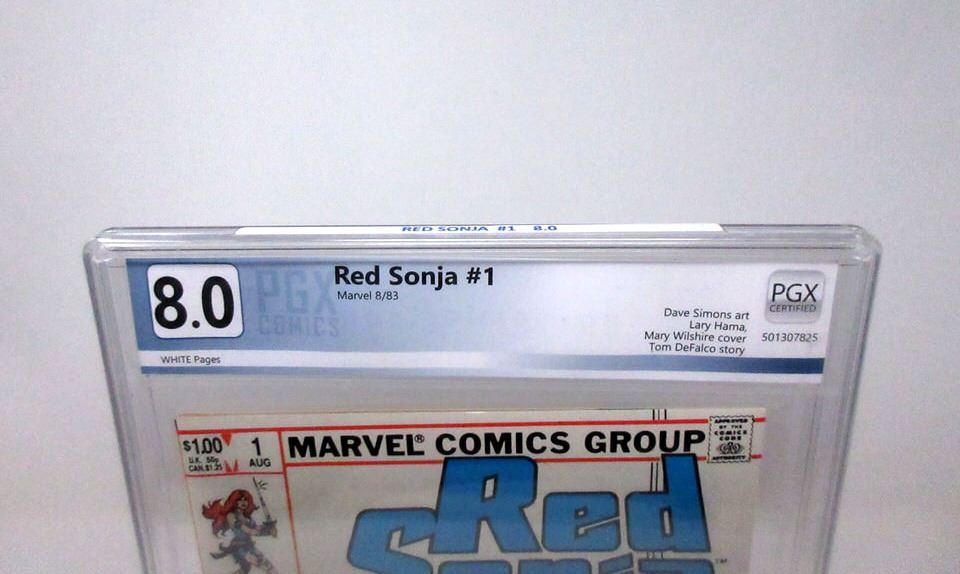 RED SONJA #1 8.0
8.0
PGX
COMICS
Red Sonja #1
Marvel 8/83
PGX
CERTIFIED
501307825
Dave Simons art
Lary Hama,
Mary Wilshire cover
Tom DeFalco story
WHITE Pages
$1.00
U.K. 50p
CAN. $1.25
1
AUG
MARVEL® COMICS GROUP
APPROVED
BY THE
COMICS
CODE
AUTHORITY
Red
Sonja
TM